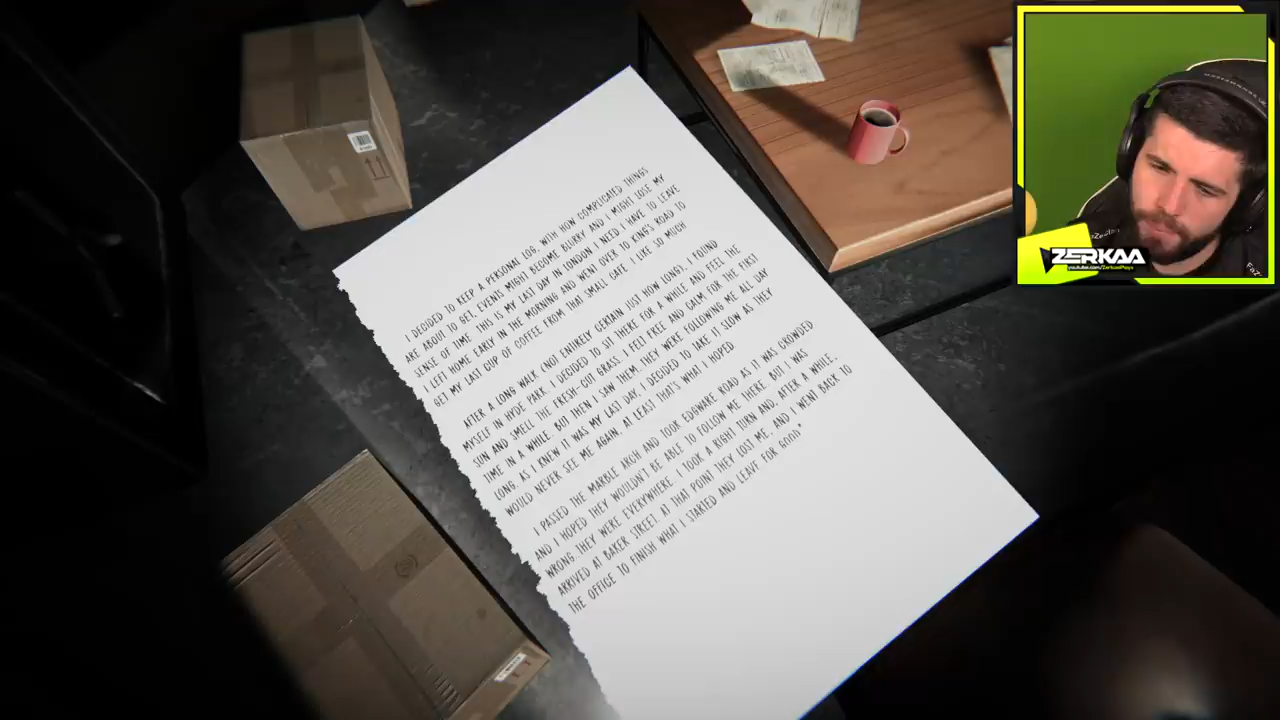 I DECIDED TO KEEP A PERSONAL LOG. WITH HOW COMPLICATED THINGS
ARE ABOUT TO GET, EVENTS MIGHT BECOME BLURRY AND I MIGHT LOSE MY
SENSE OF TIME. THIS IS MY LAST DAY IN LONDON. I NEED I HAVE TO LEAVE
I LEFT HOME EARLY IN THE MORNING AND WENT OVER TO KING'S ROAD TO
GET MY LAST CUP OF COFFEE FROM THAT SMALL CAFE I LIKE SO MUCH
AFTER A LONG WALK (NOT ENTIRELY CERTAIN JUST HOW LONG), I FOUND
MYSELF IN HYDE PARK. I DECIDED TO SIT THERE FOR A WHILE AND FEEL THE
SUN AND SMELL THE FRESH-CUT GRASS. I FELT FREE AND CALM FOR THE FIRST
TIME IN A WHILE. BUT THEN I SAW THEM. THEY WERE FOLLOWING ME ALL DAY
LONG. AS I KNEW IT WAS MY LAST DAY, I DECIDED TO TAKE IT SLOW AS THEY
WOULD NEVER SEE ME AGAIN. AT LEAST THAT'S WHAT I HOPED
I PASSED THE MARBLE ARCH AND TOOK EDGWARE ROAD AS IT WAS CROWDED
AND I HOPED THEY WOULDN'T BE ABLE TO FOLLOW ME THERE. BUT I WAS
WRONG. THEY WERE EVERYWHERE. I TOOK A RIGHT TURN AND, AFTER A WHILE,
ARRIVED AT BAKER STREET. AT THAT POINT THEY LOST ME, AND I WENT BACK TO
THE OFFICE TO FINISH WHAT I STARTED AND LEAVE FOR
ZERKAA
youtube.com/ZerkaaPlays